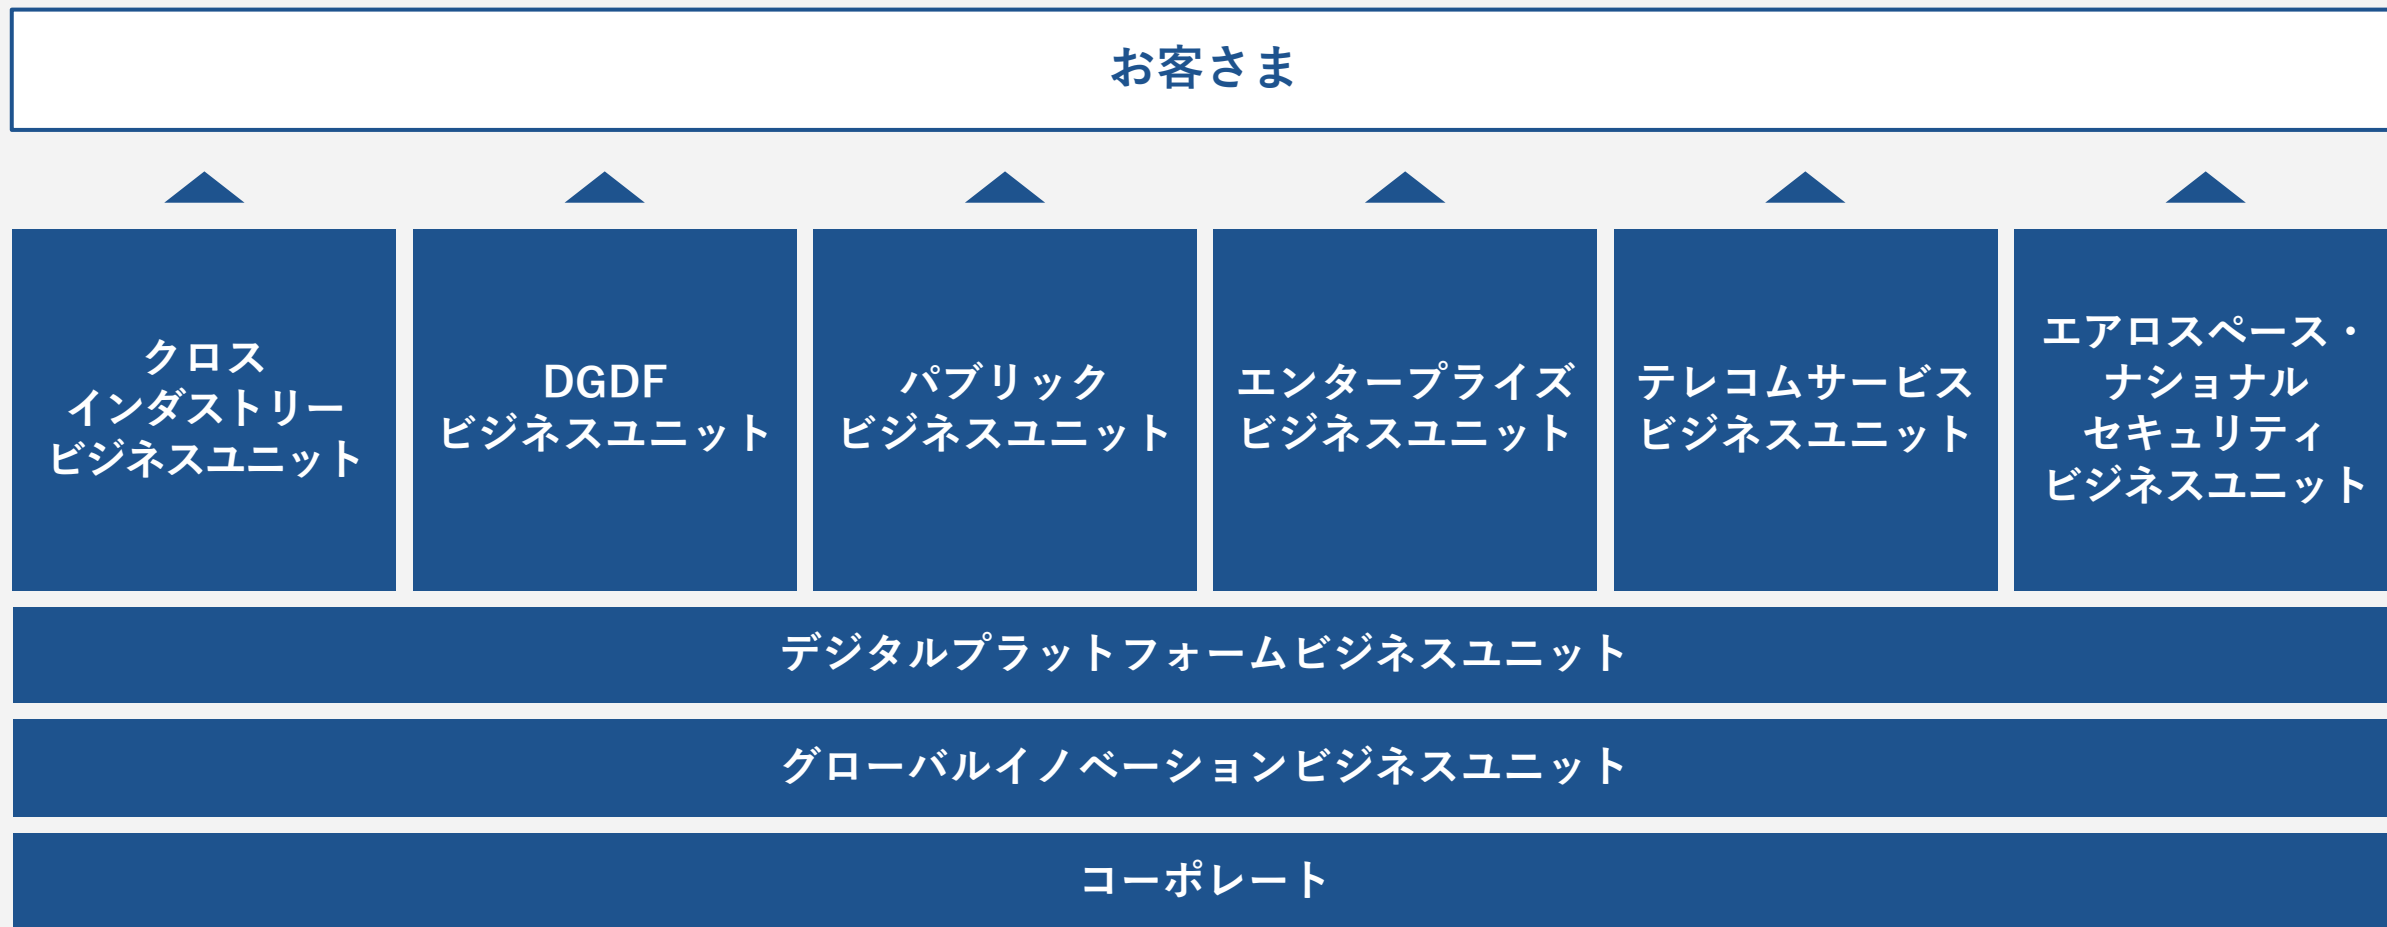 お客さま
クロス
インダストリー
ビジネスユニット
DGDF
ビジネスユニット
パブリック
ビジネスユニット
エンタープライズ
ビジネスユニット
テレコムサービス
ビジネスユニット
エアロスペース・
ナショナル
セキュリティ
ビジネスユニット
デジタルプラットフォームビジネスユニット
グローバルイノベーションビジネスユニット
コーポレート